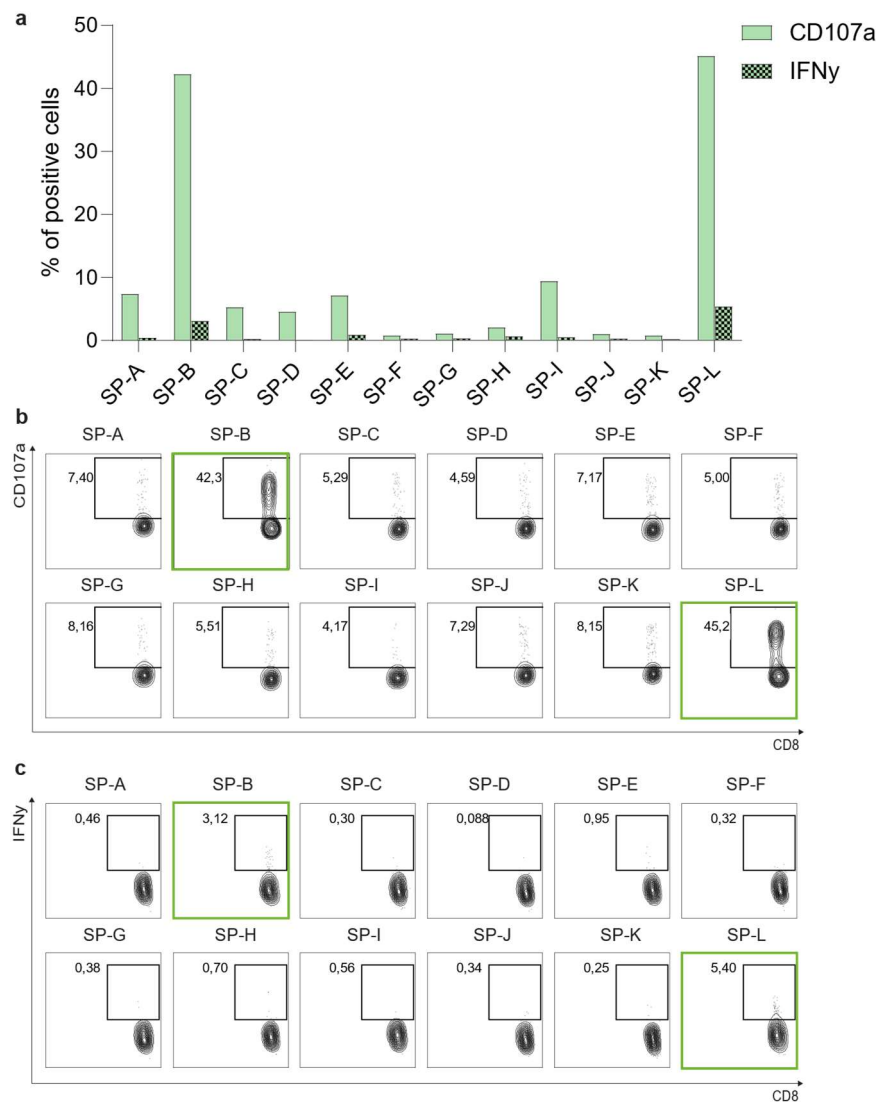 a
50
40
30
20
10
0
% of positive cells
CD107a
IFNy
SP-A SP-B SP-C SP-D SP-E SP-F SP-G SP-H SP-I SP-J SP-K SP-L
b
SP-A SP-B SP-C SP-D SP-E SP-F
CD107a
7,40 42,3 5,29 4,59 7,17 5,00
SP-G SP-H SP-I SP-J SP-K SP-L
8,16 5,51 4,17 7,29 8,15 45,2
CD8
c
SP-A SP-B SP-C SP-D SP-E SP-F
IFNy
0,46 3,12 0,30 0,088 0,95 0,32
SP-G SP-H SP-I SP-J SP-K SP-L
0,38 0,70 0,56 0,34 0,25 5,40
CD8